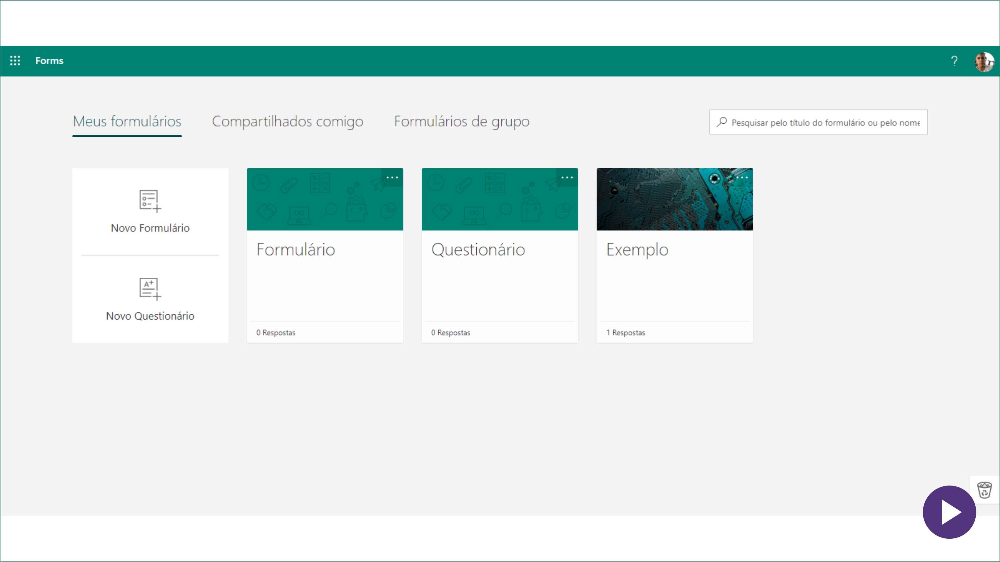 Forms
?
Meus formulários
Compartilhados comigo
Formulários de grupo
Pesquisar pelo título do formulário ou pelo nome
Novo Formulário
A+
Novo Questionário
Formulário
0 Respostas
Questionário
0 Respostas
Exemplo
1 Respostas